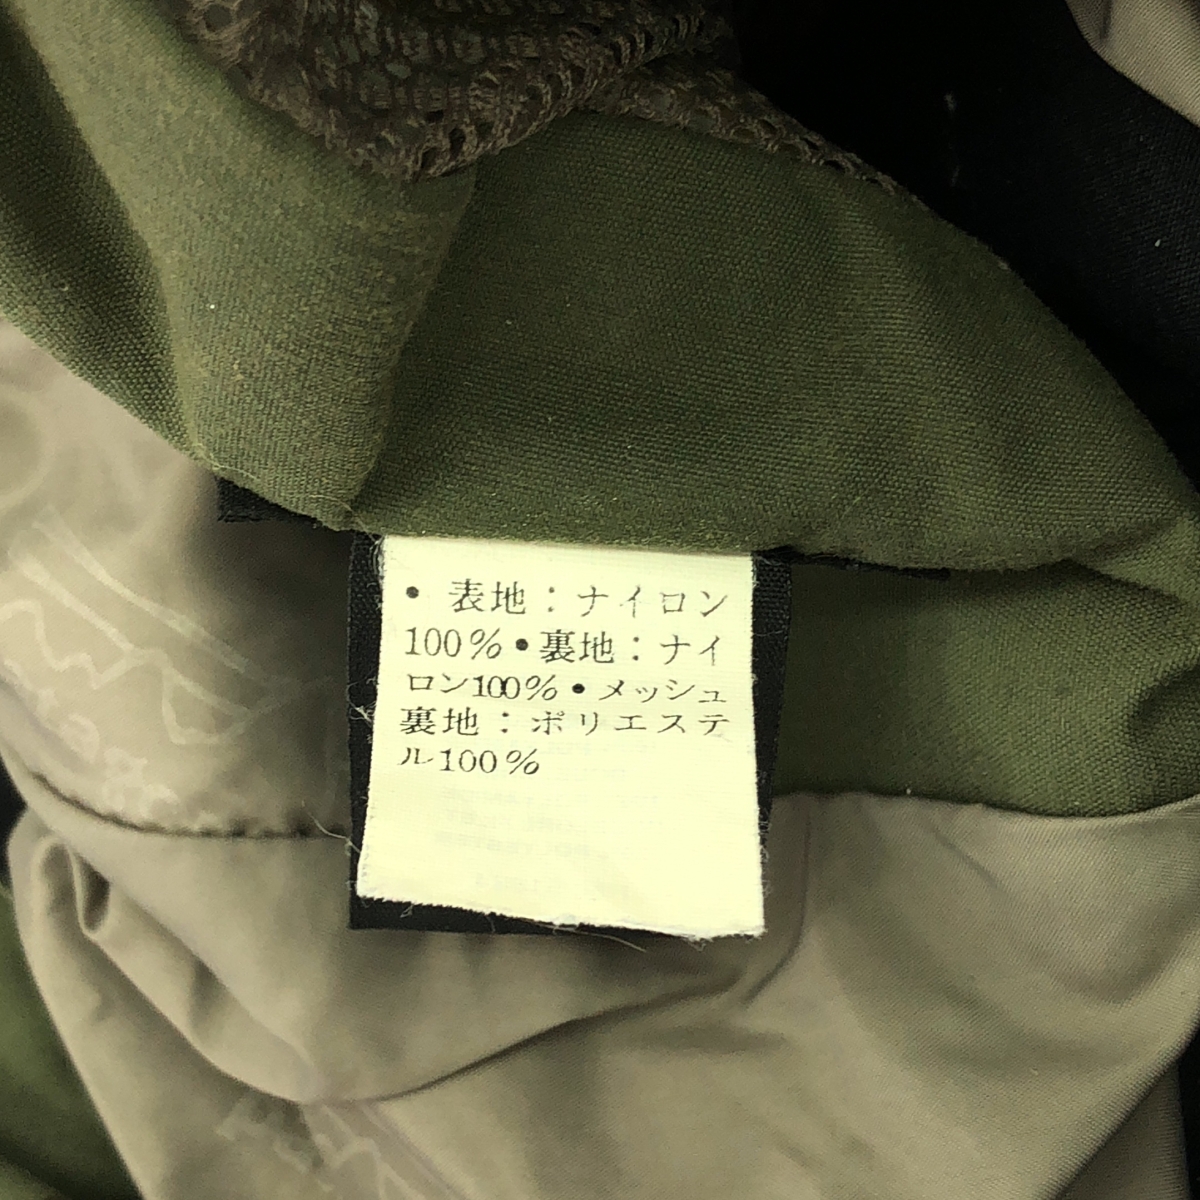 • 表地：ナイロン
100%•裏地：ナイ
ロン100%•メッシュ
裏地：ポリエステ
ル100%